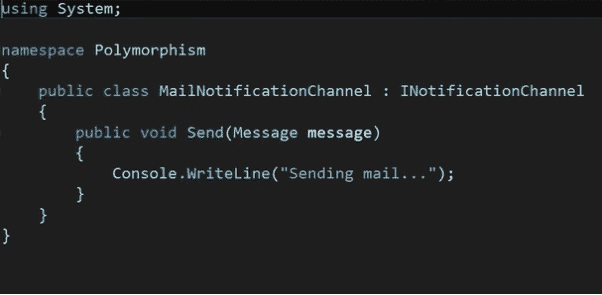 using System;
namespace Polymorphism
{
public class MailNotificationChannel : INotificationChannel
{
public void Send(Message message)
{
Console.WriteLine("Sending mail...");
}
}
}